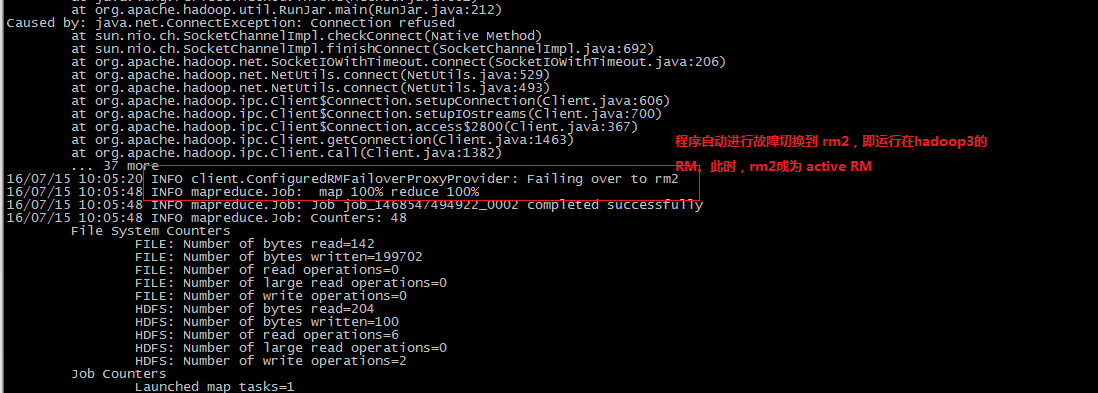 at org.apache.hadoop.util.RunJar.main(RunJar.java:212)
Caused by: java.net.ConnectException: Connection refused
at sun.nio.ch.SocketChannelImpl.checkConnect(Native Method)
at sun.nio.ch.SocketChannelImpl.finishConnect(SocketChannelImpl.java:692)
at org.apache.hadoop.net.SocketIOWithTimeout.connect(SocketIOWithTimeout.java:206)
at org.apache.hadoop.net.NetUtils.connect(NetUtils.java:529)
at org.apache.hadoop.net.NetUtils.connect(NetUtils.java:493)
at org.apache.hadoop.ipc.Client$Connection.setupConnection(Client.java:606)
at org.apache.hadoop.ipc.Client$Connection.setupIOstreams(Client.java:700)
at org.apache.hadoop.ipc.Client$Connection.access$2800(Client.java:367)
at org.apache.hadoop.ipc.Client.getConnection(Client.java:1463)
at org.apache.hadoop.ipc.Client.call(Client.java:1382)
... 37 more
程序自动进行故障切换到 rm2，即运行在hadoop3的
RM。此时，rm2成为 active RM
16/07/15 10:05:20 INFO client.ConfiguredRMFailoverProxyProvider: Failing over to rm2
16/07/15 10:05:48 INFO mapreduce.Job:  map 100% reduce 100%
16/07/15 10:05:48 INFO mapreduce.Job: Job job_1468547494922_0002 completed successfully
16/07/15 10:05:48 INFO mapreduce.Job: Counters: 48
File System Counters
FILE: Number of bytes read=142
FILE: Number of bytes written=199702
FILE: Number of read operations=0
FILE: Number of large read operations=0
FILE: Number of write operations=0
HDFS: Number of bytes read=204
HDFS: Number of bytes written=100
HDFS: Number of read operations=6
HDFS: Number of large read operations=0
HDFS: Number of write operations=2
Job Counters
Launched map tasks=1